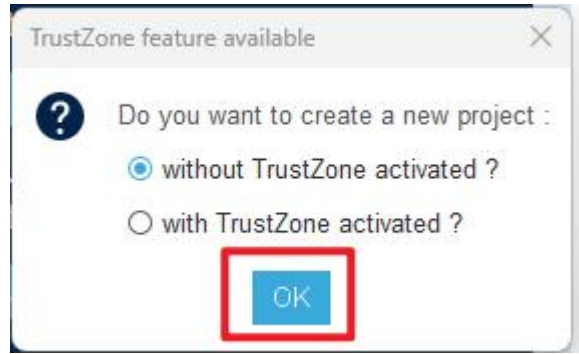 TrustZone feature available
Do you want to create a new project :
without TrustZone activated ?
with TrustZone activated ?
OK